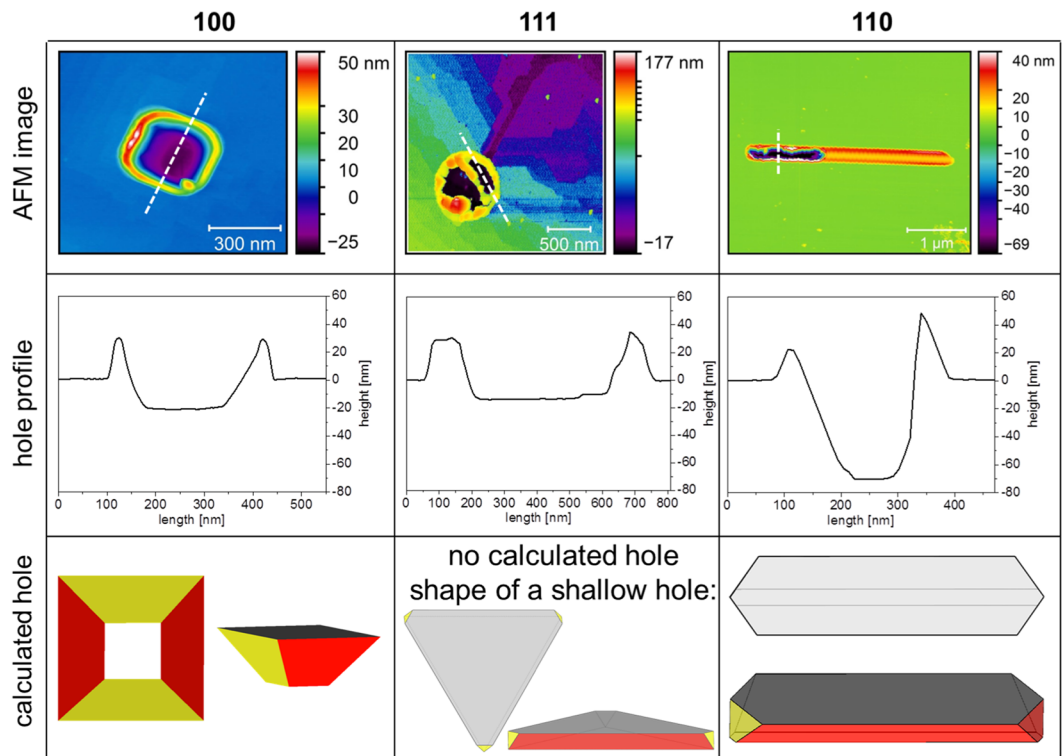 100
111
110
AFM image
50 nm
30
20
10
0
−25
300 nm
177 nm
−17
500 nm
40 nm
20
10
0
−10
−20
−30
−40
−69
1 µm
hole profile
60
40
20
0
-20
-40
-60
-80
height [nm]
0 100 200 300 400 500
length [nm]
60
40
20
0
-20
-40
-60
-80
height [nm]
0 100 200 300 400 500 600 700 800
length [nm]
60
40
20
0
-20
-40
-60
-80
height [nm]
0 100 200 300 400
length [nm]
calculated hole
no calculated hole
shape of a shallow hole: